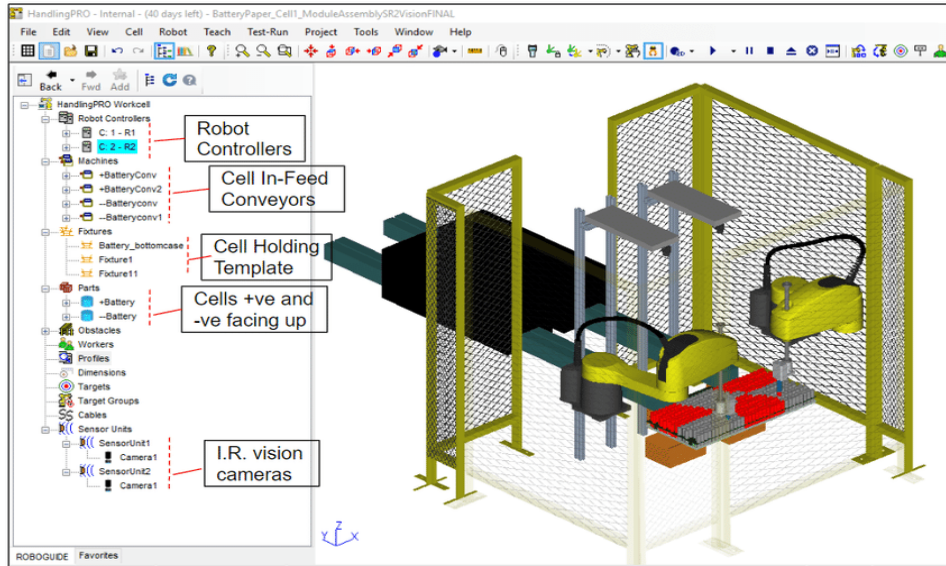 HandlingPRO - Internal - (40 days left) - BatteryPaper_Cell1_ModuleAssemblySR2VisionFINAL
File Edit View Cell Robot Teach Test-Run Project Tools Window Help
Back Fwd Add
HandlingPRO Workcell
Robot Controllers
C: 1 - R1
C: 2 - R2
Machines
+BatteryConv
+BatteryConv2
--Batteryconv
--Batteryconv1
Fixtures
Battery_bottomcase
Fixture1
Fixture11
Parts
+Battery
--Battery
Obstacles
Workers
Profiles
Dimensions
Targets
Target Groups
Cables
Sensor Units
SensorUnit1
Camera1
SensorUnit2
Camera1
Robot
Controllers
Cell In-Feed
Conveyors
Cell Holding
Template
Cells +ve and
-ve facing up
I.R. vision
cameras
Z
Y X
ROBOGUIDE Favorites